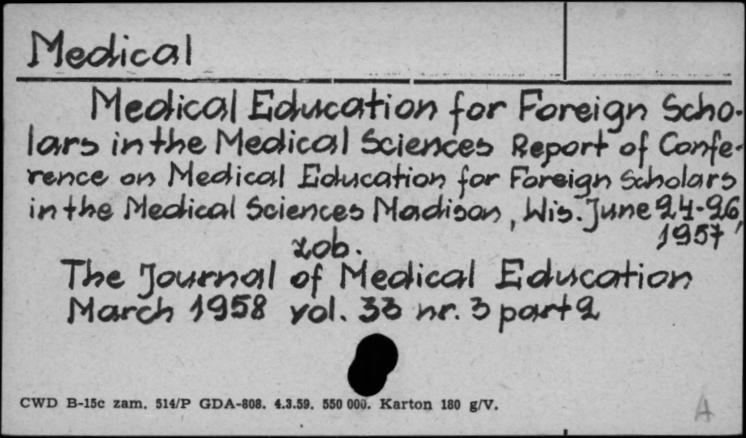 Medical
Medical Education for Foreign Scho-
lars in the Medical Sciences Report of Confe-
rence on Medical Education for Foreign Scholars
in the Medical Sciences Madison, Wis. June 24-26,
1957
zob.
The Journal of Medical Education
March 1958 vol. 33 nr. 3 part 2
CWD B-15c zam. 514/P GDA-808. 4.3.59. 550 000. Karton 180 g/V.
A